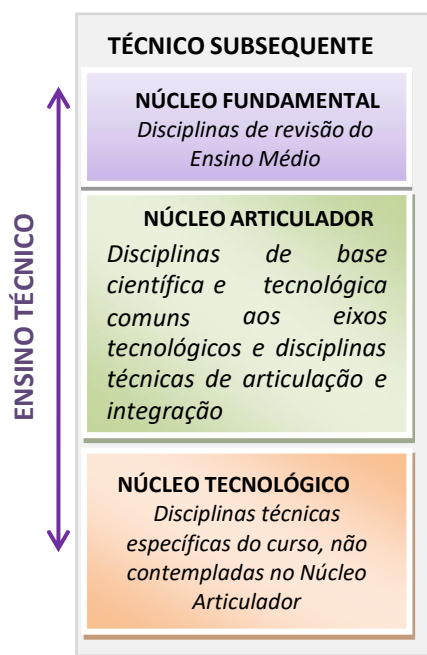 TÉCNICO SUBSEQUENTE
NÚCLEO FUNDAMENTAL
Disciplinas de revisão do
Ensino Médio
NÚCLEO ARTICULADOR
Disciplinas de base
científica e tecnológica
comuns aos eixos
tecnológicos e disciplinas
técnicas de articulação e
integração
NÚCLEO TECNOLÓGICO
Disciplinas técnicas
específicas do curso, não
contempladas no Núcleo
Articulador
ENSINO TÉCNICO